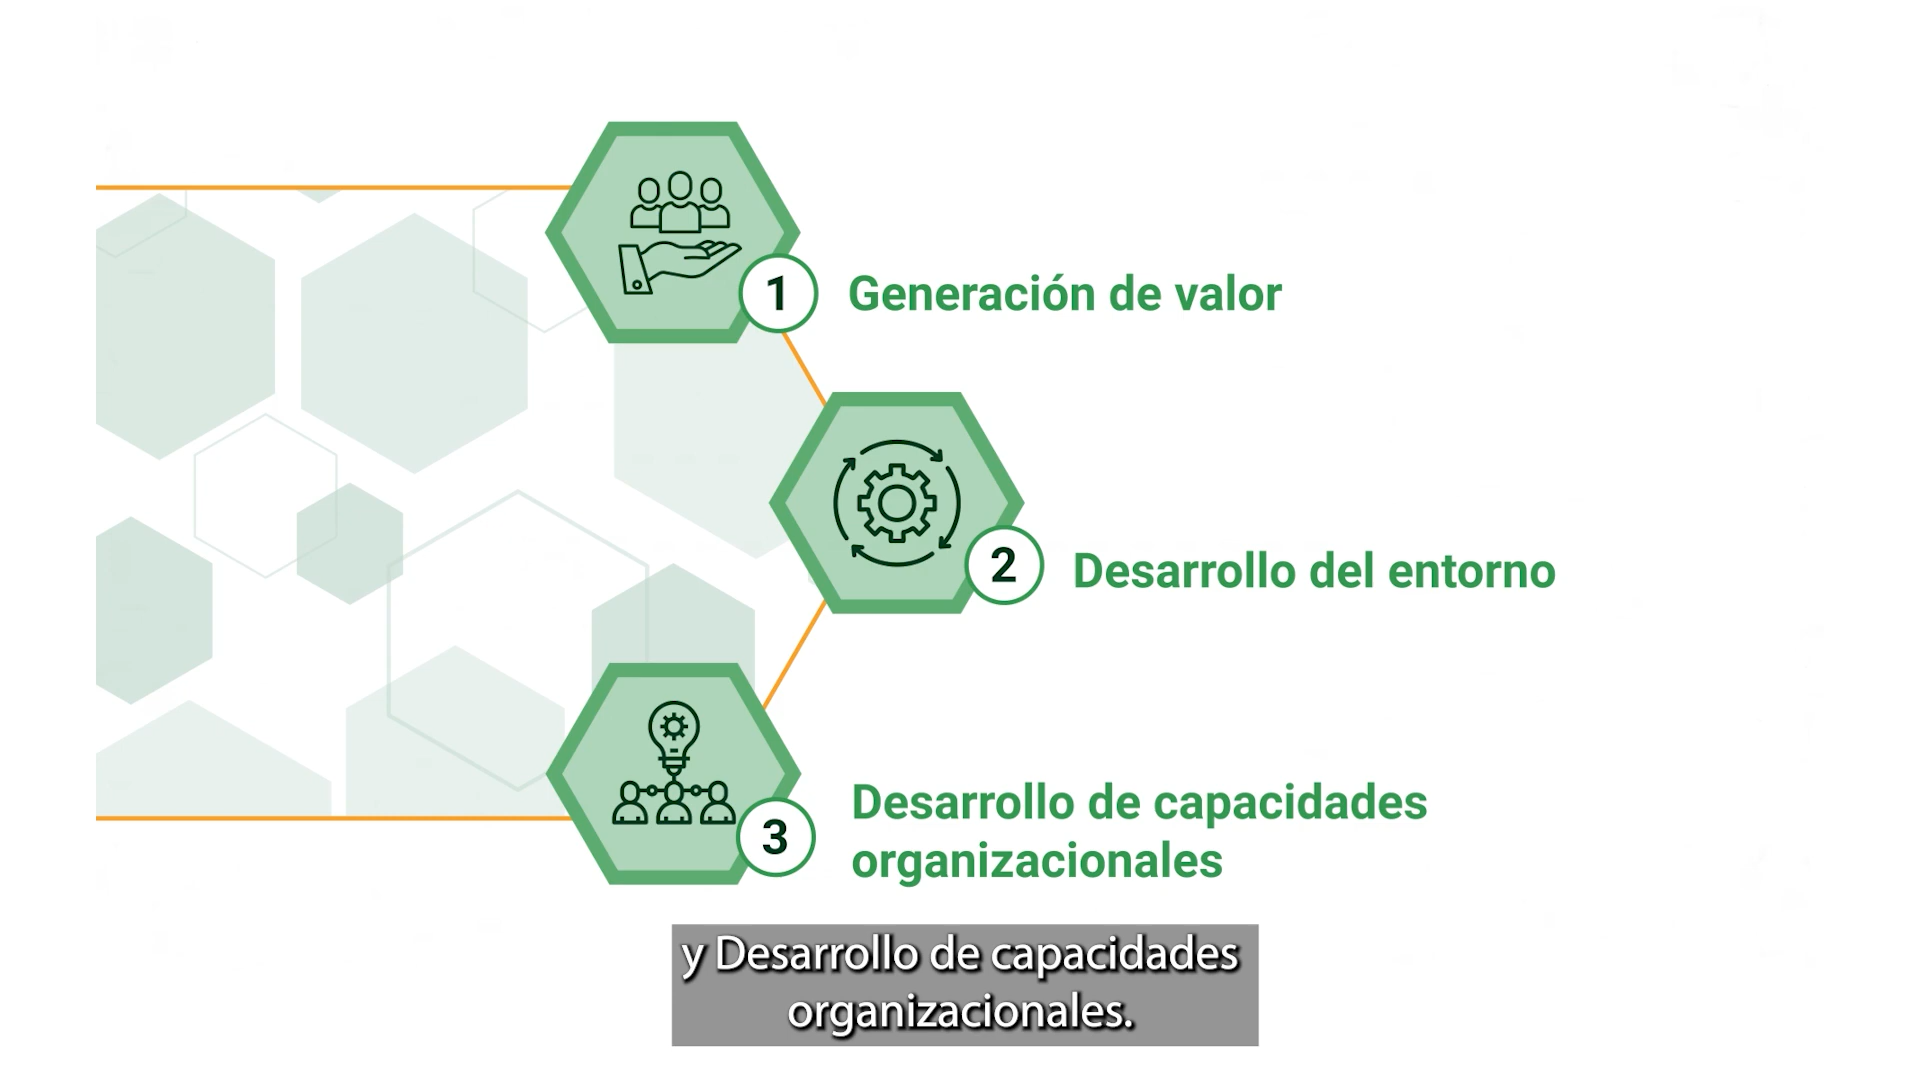 1
Generación de valor
2
Desarrollo del entorno
3
Desarrollo de capacidades
organizacionales
y Desarrollo de capacidades
organizacionales.